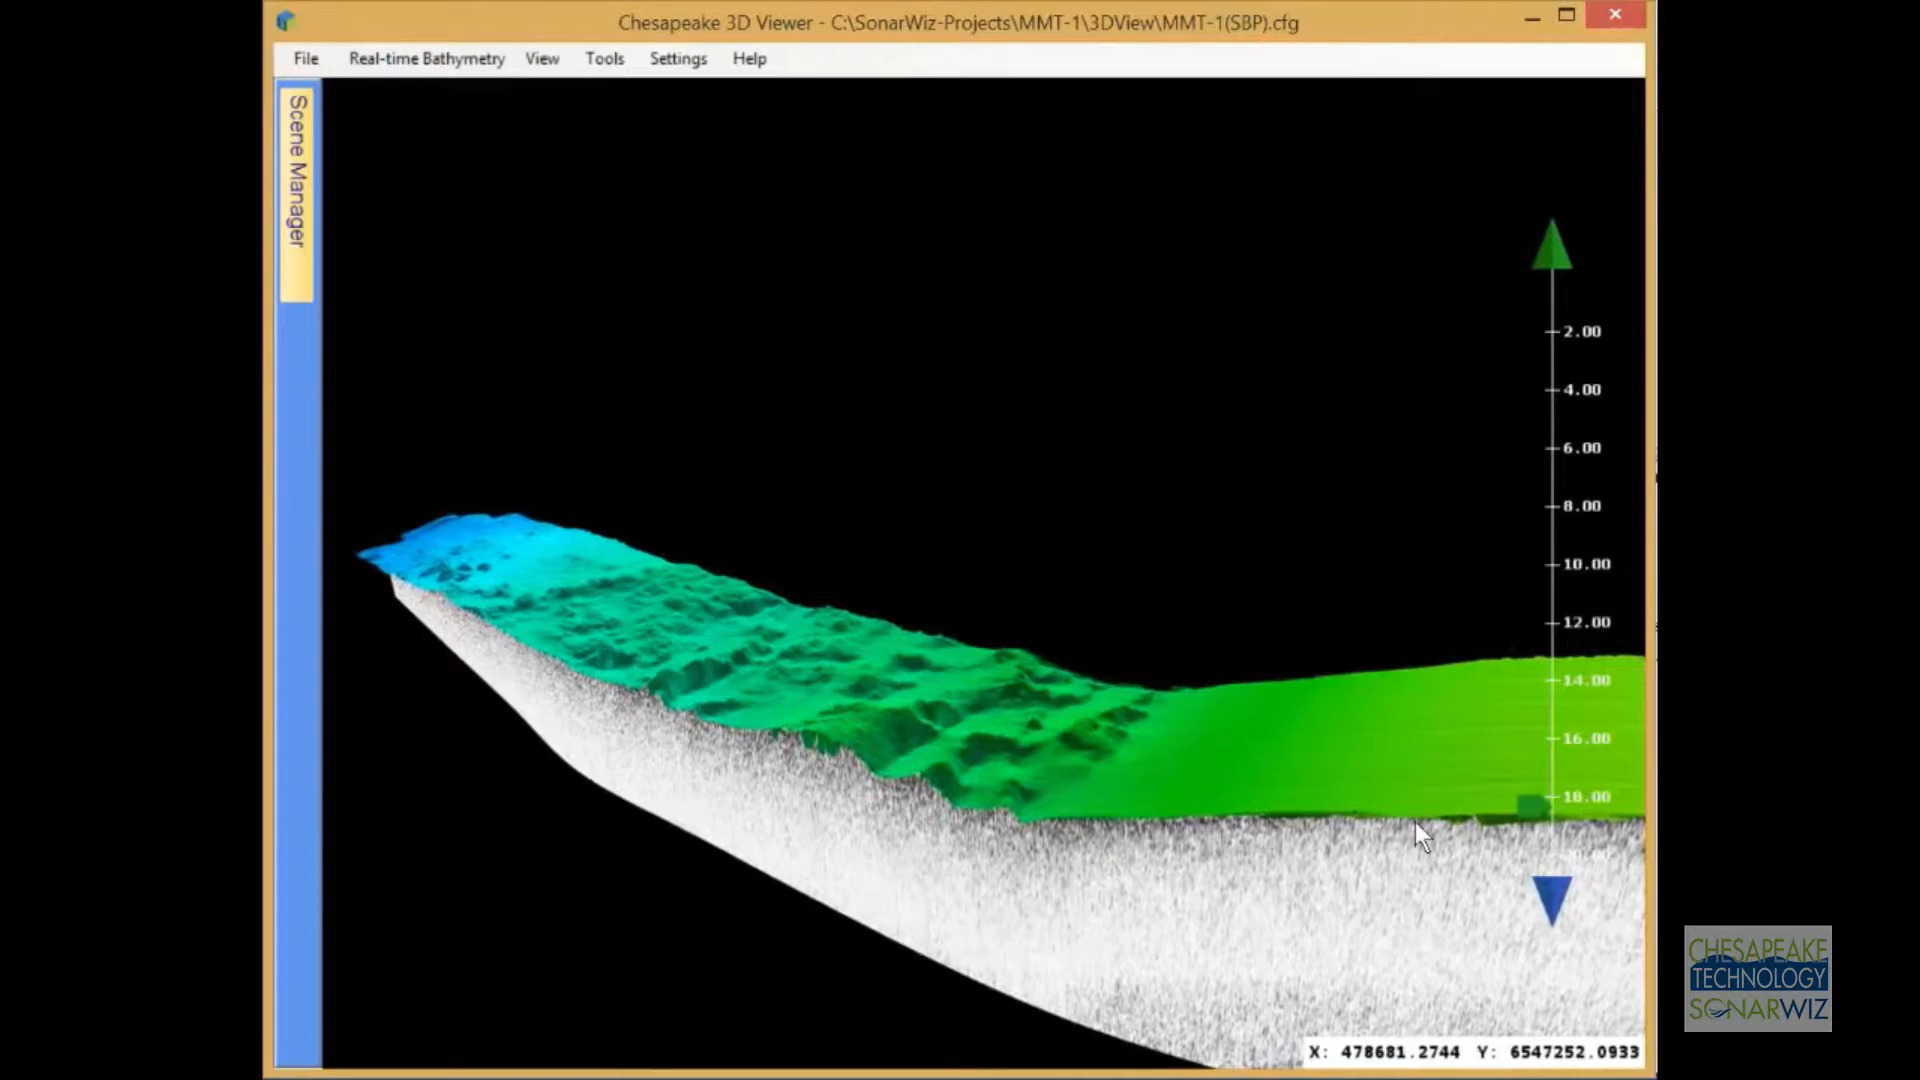 Chesapeake 3D Viewer - C:\SonarWiz-Projects\MMT-1\3DView\MMT-1(SBP).cfg
File Real-time Bathymetry View Tools Settings Help
Scene Manager
2.00
4.00
6.00
8.00
10.00
12.00
14.00
16.00
18.00
X: 478681.2744 Y: 6547252.0933
CHESAPEAKE
TECHNOLOGY
SONARWIZ